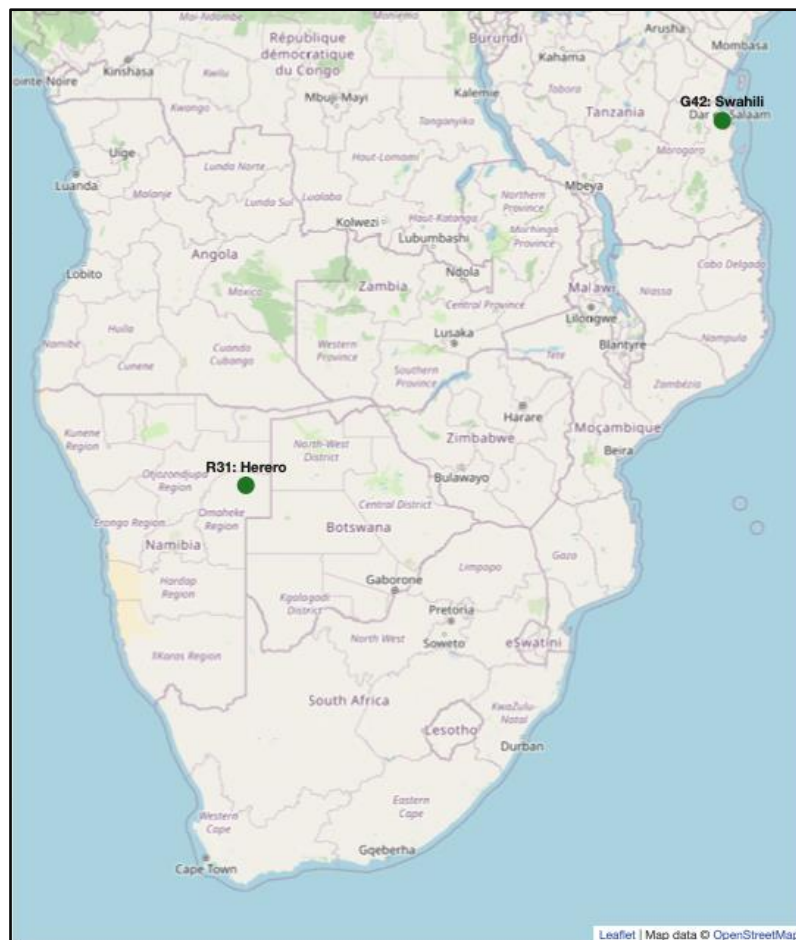 Mai-Ndombe
Maniema
République
démocratique
du Congo
Burundi
Arusha
Mombasa
Kinshasa
Pointe-Noire
Kwilu
Kahama
Tabora
Kwango
Mbuji-Mayi
Kalemie
Tanganyika
Tanzania
G42: Swahili
Dar es Salaam
Morogoro
Uíge
Luanda
Lunda Norte
Malanje
Lunda Sul
Lualaba
Haut-Lomami
Mbeya
Northern
Province
Kolwezi
Haut-Katanga
Muchinga
Province
Lubumbashi
Angola
Ndola
Cabo Delgado
Lobito
Moxico
Zambia
Malawi
Niassa
Central Province
Lilongwe
Huíla
Namibe
Cuando
Cubango
Western
Province
Lusaka
Nampula
Cunene
Southern
Province
Tete
Blantyre
Zambézia
Harare
Kunene
Region
North-West
District
Zimbabwe
Moçambique
Beira
R31: Herero
Otjozondjupa
Region
Bulawayo
Omaheke
Region
Central District
Erongo Region
Botswana
Namibia
Gaza
Hardap
Region
Limpopo
Kgalagadi
District
Gaborone
Pretoria
North West
Soweto
eSwatini
ǁKaras Region
South Africa
KwaZulu-
Natal
Lesotho
Durban
Eastern
Cape
Western
Cape
Gqeberha
Cape Town
Leaflet | Map data © OpenStreetMap